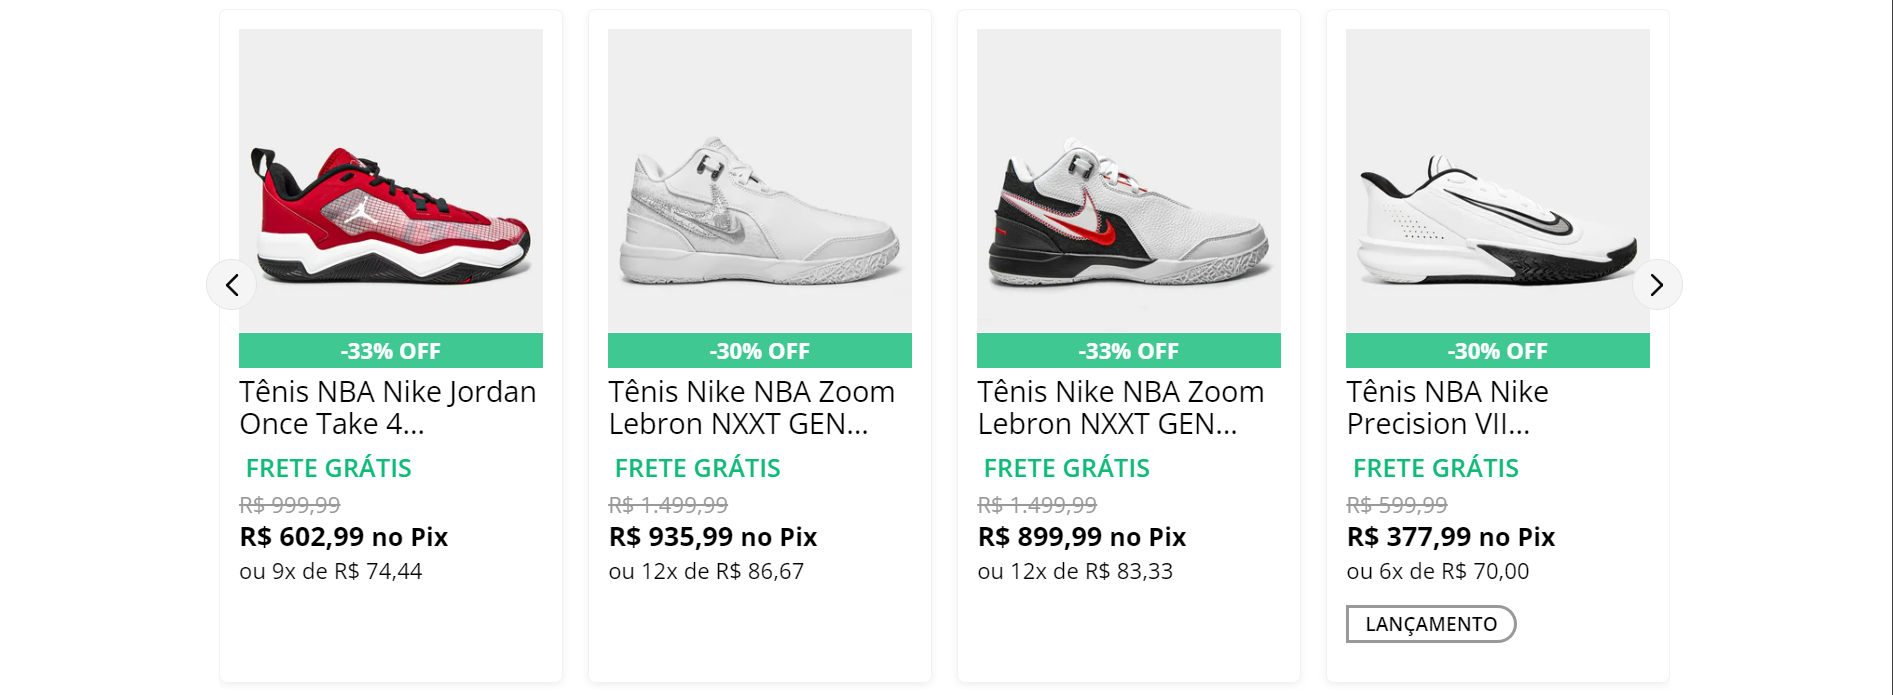 -33% OFF
Tênis NBA Nike Jordan
Once Take 4...
FRETE GRÁTIS
R$ 999,99
R$ 602,99 no Pix
ou 9x de R$ 74,44
-30% OFF
Tênis Nike NBA Zoom
Lebron NXXT GEN...
FRETE GRÁTIS
R$ 1.499,99
R$ 935,99 no Pix
ou 12x de R$ 86,67
-33% OFF
Tênis Nike NBA Zoom
Lebron NXXT GEN...
FRETE GRÁTIS
R$ 1.499,99
R$ 899,99 no Pix
ou 12x de R$ 83,33
-30% OFF
Tênis NBA Nike
Precision VII...
FRETE GRÁTIS
R$ 599,99
R$ 377,99 no Pix
ou 6x de R$ 70,00
LANÇAMENTO